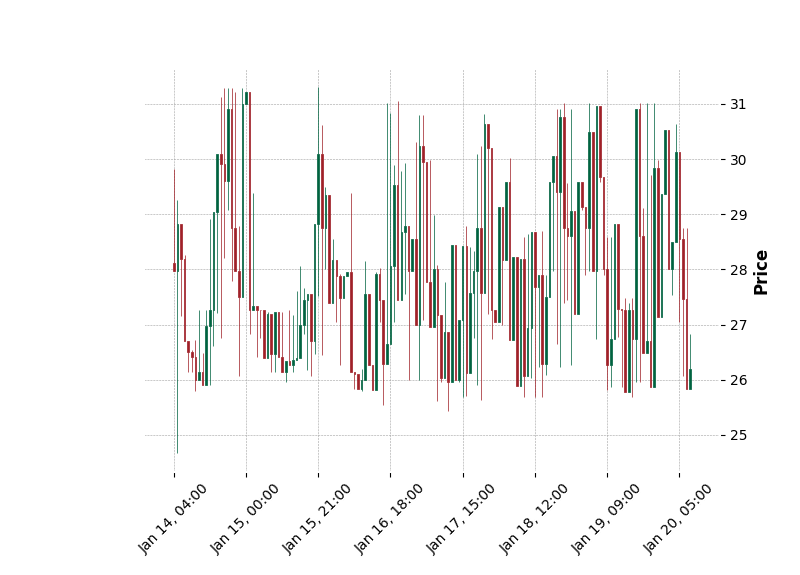 31
30
29
28
27
26
25
Price
Jan 14, 04:00
Jan 15, 00:00
Jan 15, 21:00
Jan 16, 18:00
Jan 17, 15:00
Jan 18, 12:00
Jan 19, 09:00
Jan 20, 05:00